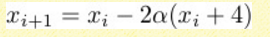 x_{i+1} = x_i − 2α(x_i + 4)